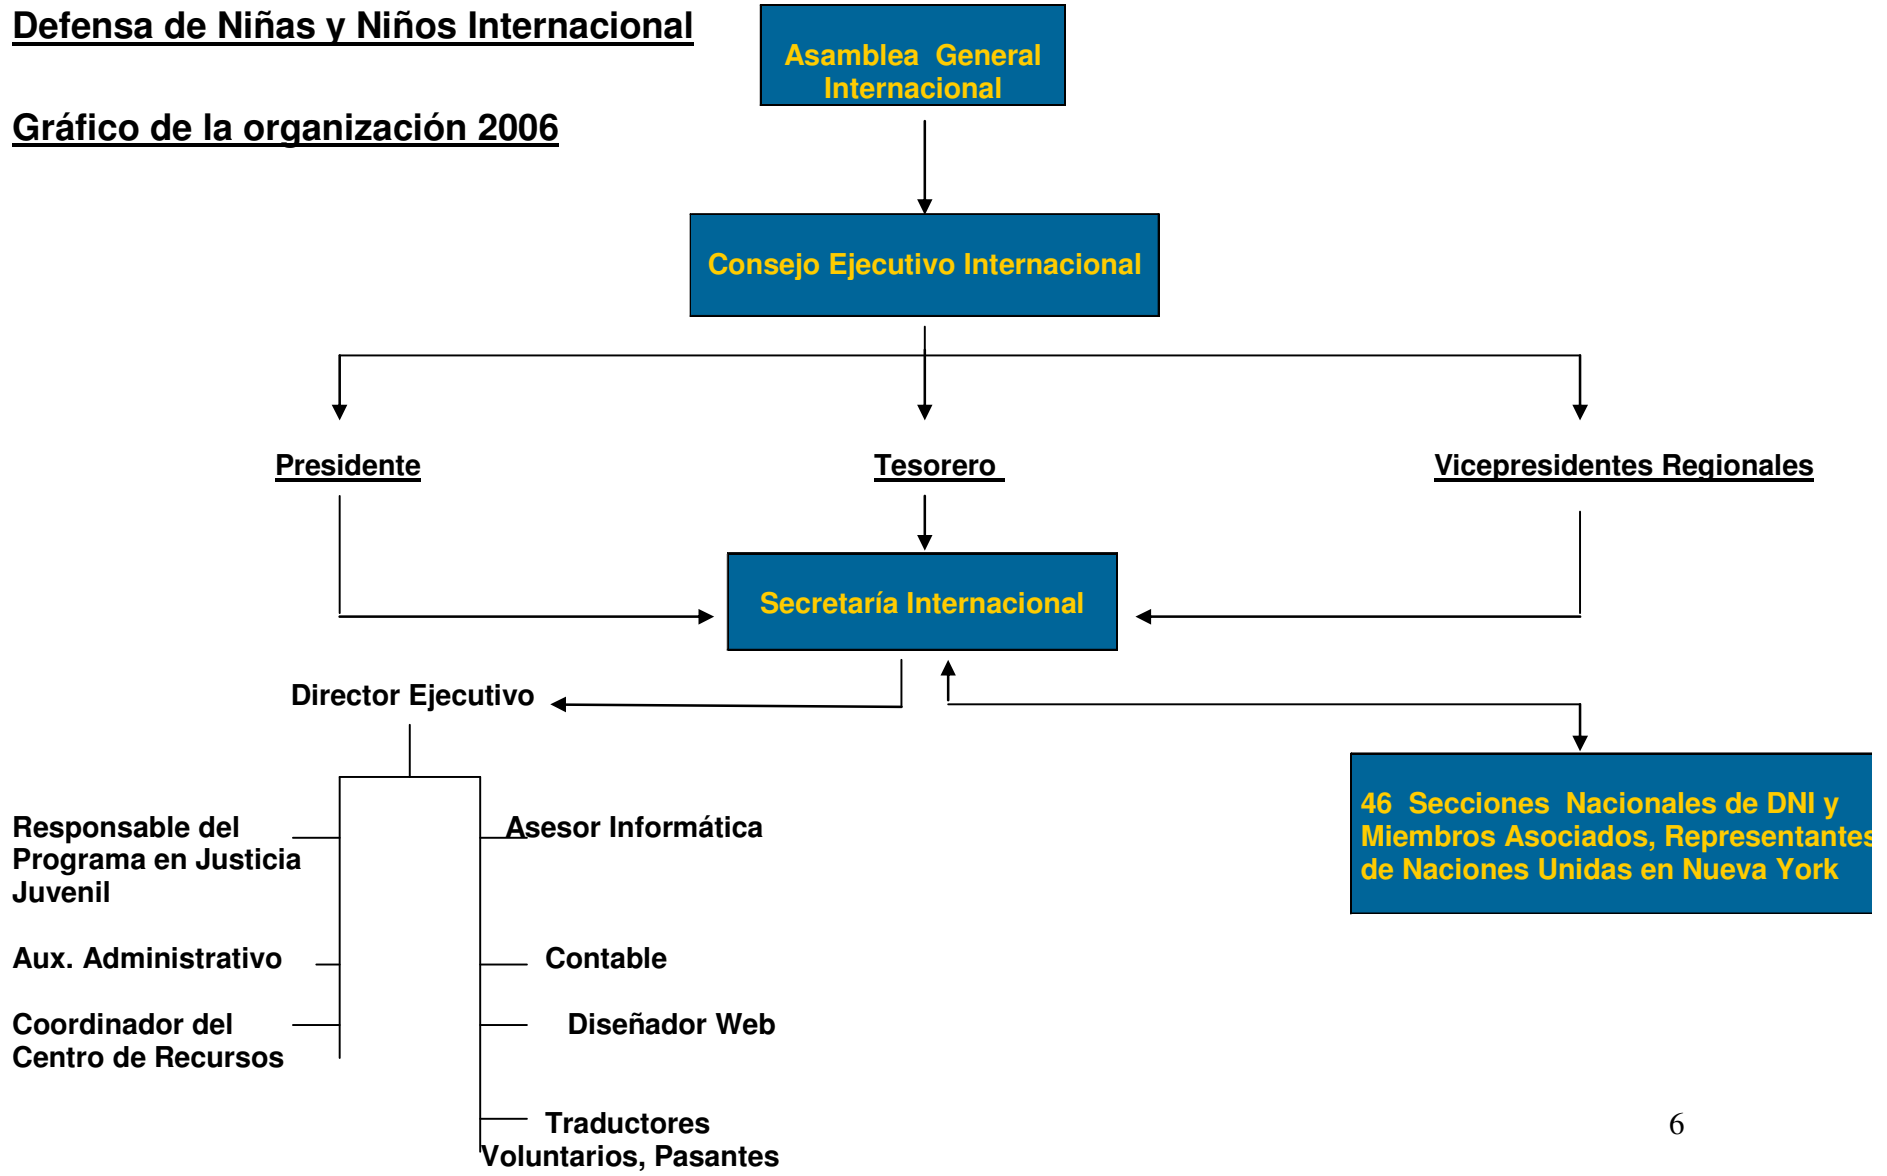 Defensa de Niñas y Niños Internacional
Gráfico de la organización 2006
Asamblea General
Internacional
Consejo Ejecutivo Internacional
Presidente
Tesorero
Vicepresidentes Regionales
Secretaría Internacional
Director Ejecutivo
46 Secciones Nacionales de DNI y
Miembros Asociados, Representantes
de Naciones Unidas en Nueva York
Responsable del
Programa en Justicia
Juvenil
Asesor Informática
Aux. Administrativo
Contable
Coordinador del
Centro de Recursos
Diseñador Web
Traductores
Voluntarios, Pasantes
6